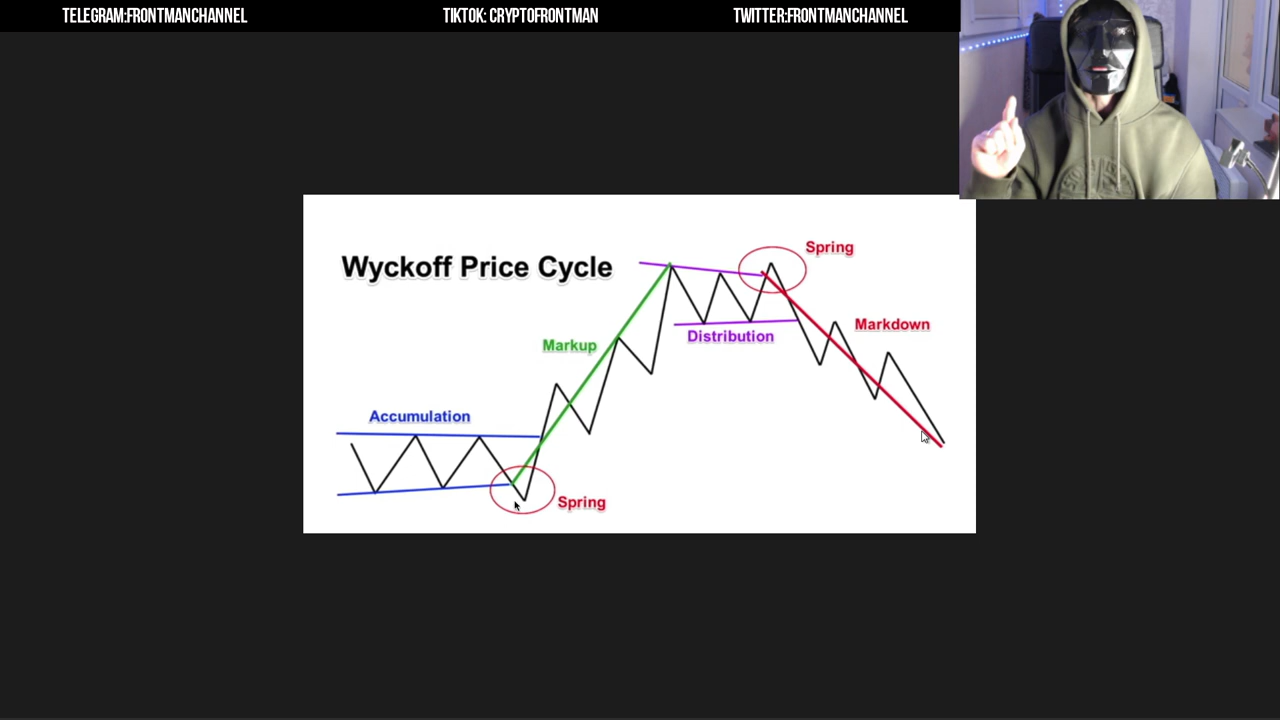 TELEGRAM:FRONTMANCHANNEL
TIKTOK: CRYPTOFRONTMAN
TWITTER:FRONTMANCHANNEL
Wyckoff Price Cycle
Spring
Markdown
Distribution
Markup
Accumulation
Spring